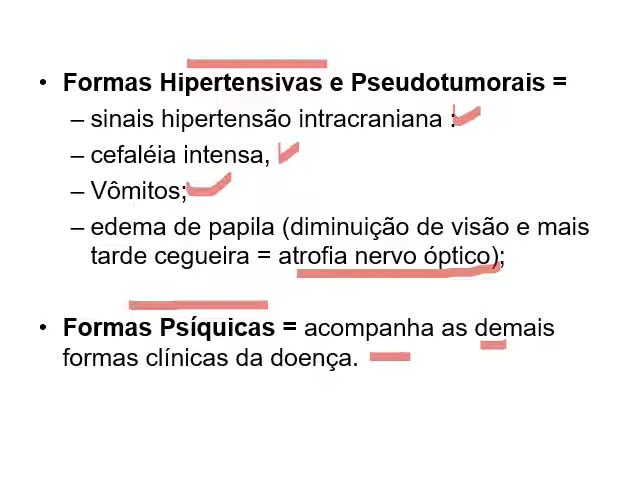 • Formas Hipertensivas e Pseudotumorais =
– sinais hipertensão intracraniana :
– cefaléia intensa,
– Vômitos;
– edema de papila (diminuição de visão e mais
tarde cegueira = atrofia nervo óptico);
• Formas Psíquicas = acompanha as demais
formas clínicas da doença.